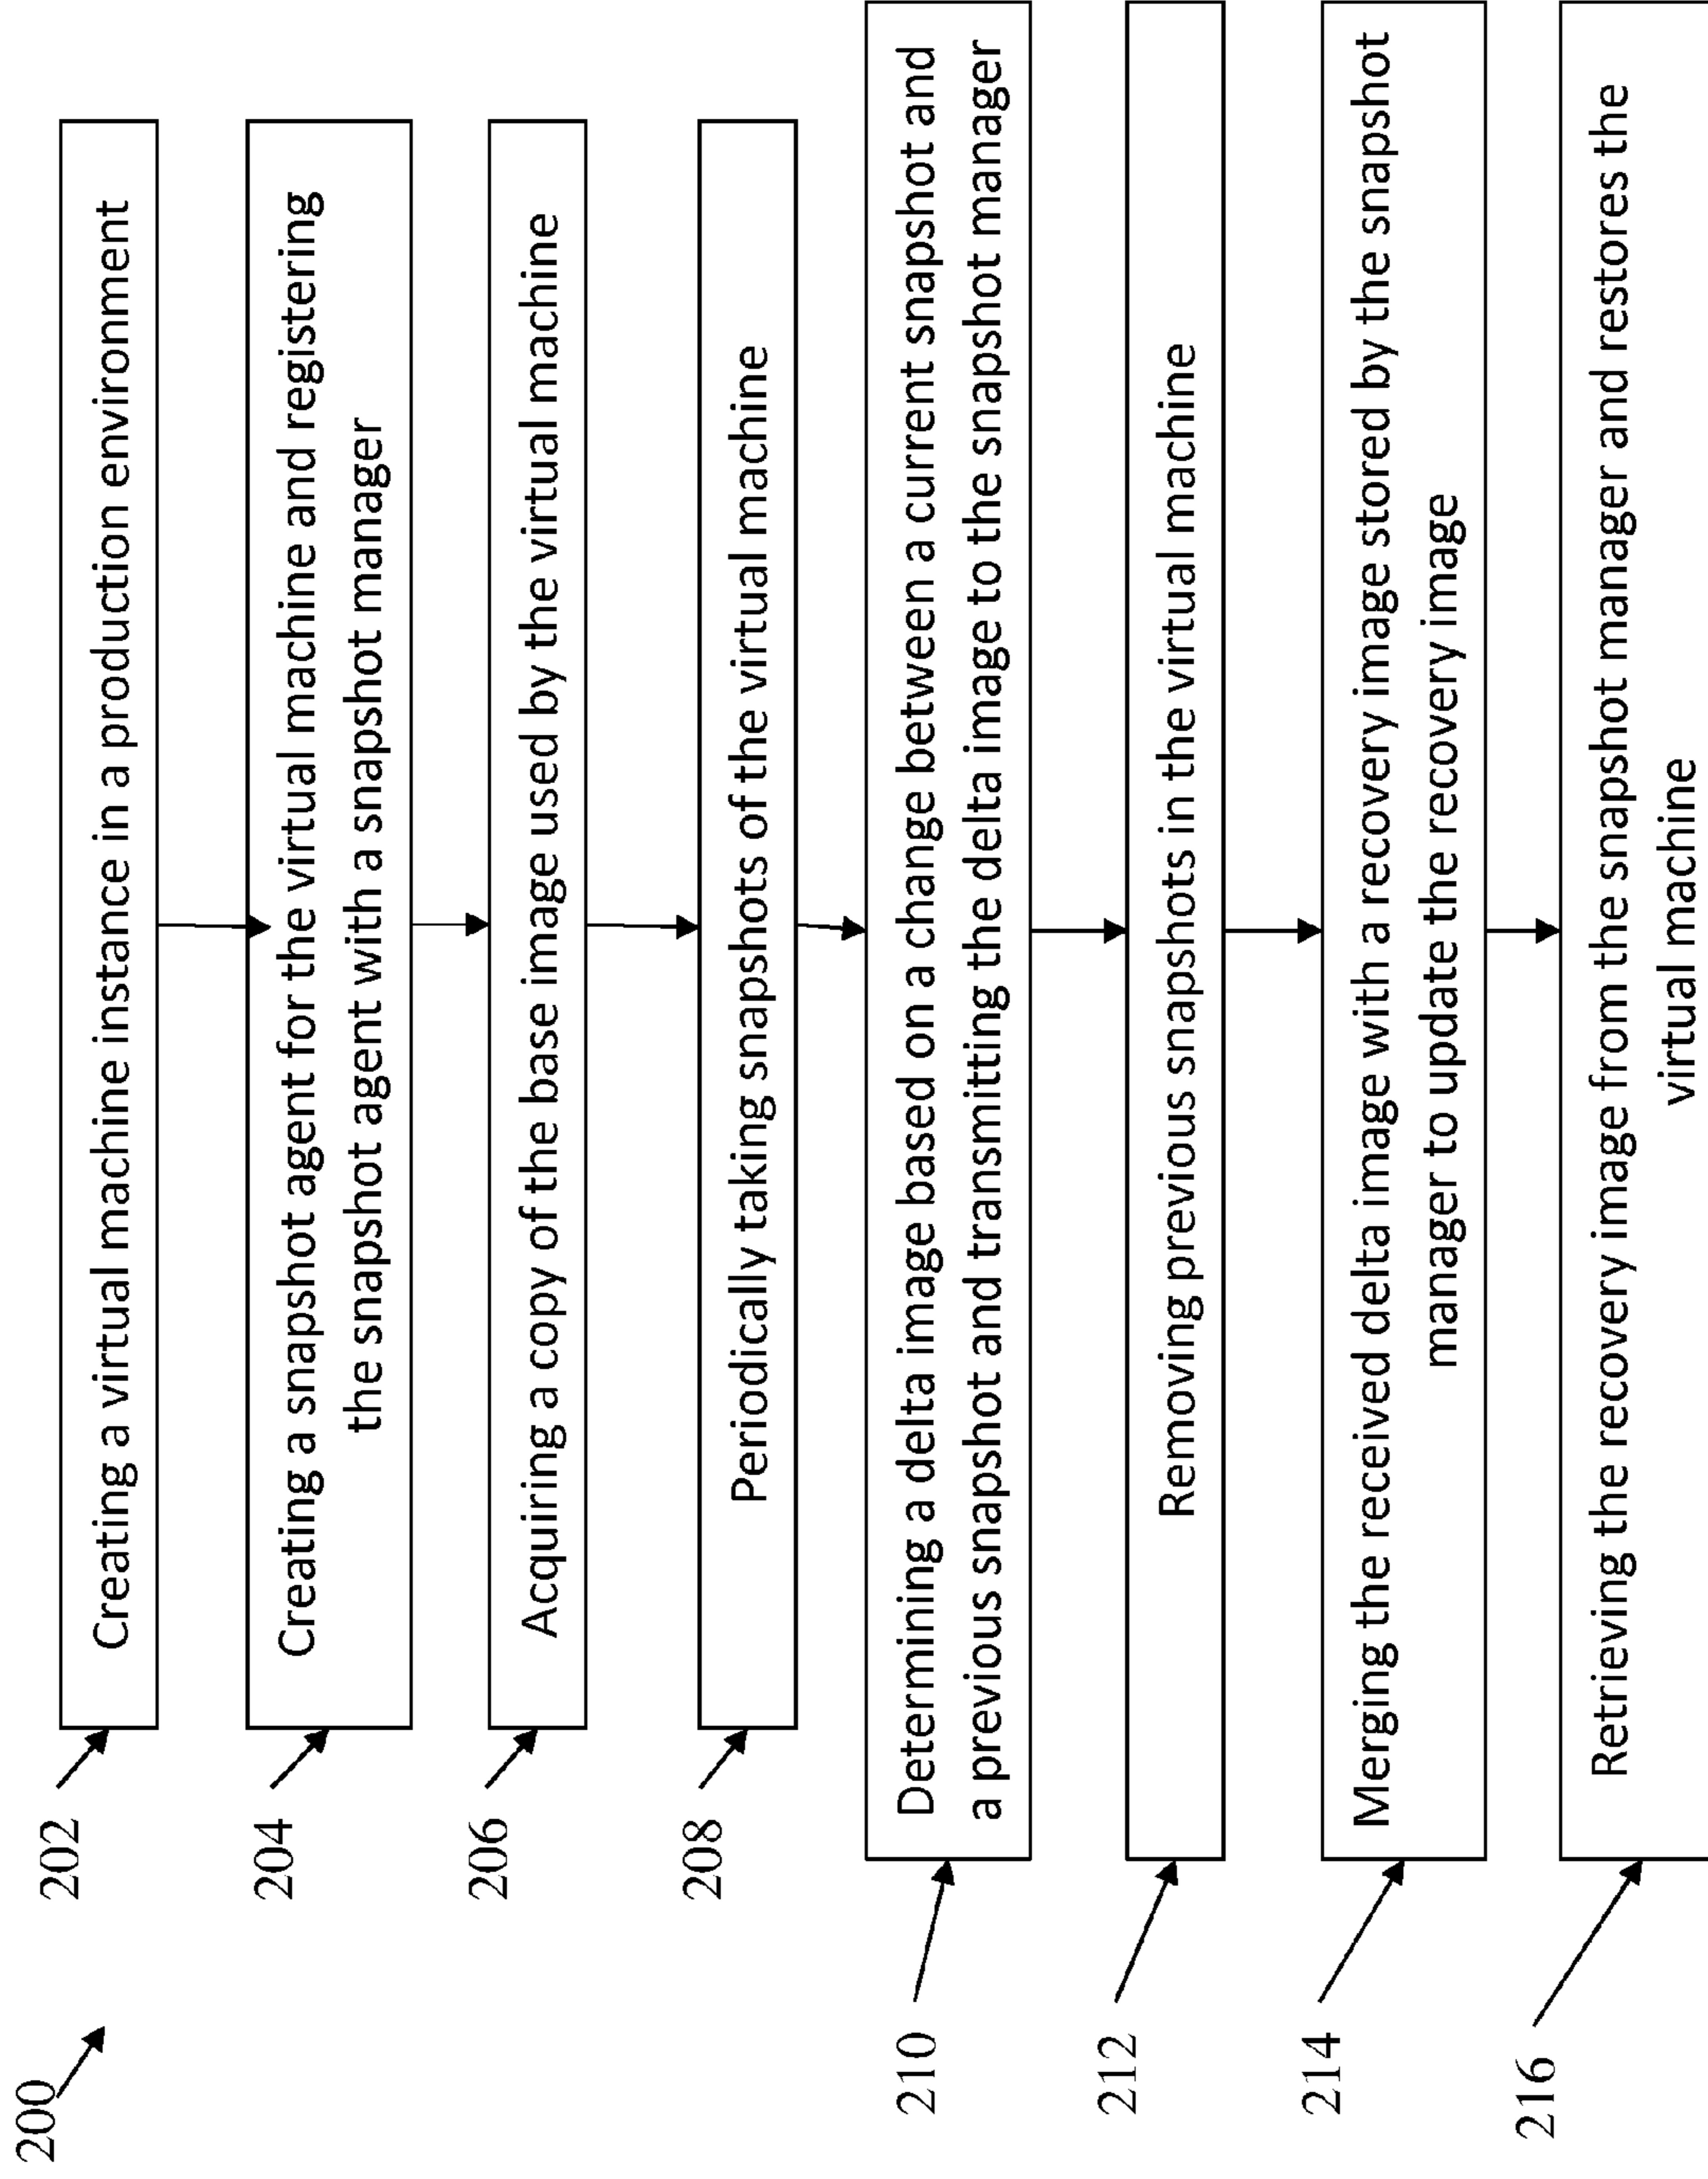 200
202
Creating a virtual machine instance in a production environment
204
Creating a snapshot agent for the virtual machine and registering
the snapshot agent with a snapshot manager
206
Acquiring a copy of the base image used by the virtual machine
208
Periodically taking snapshots of the virtual machine
210
Determining a delta image based on a change between a current snapshot and
a previous snapshot and transmitting the delta image to the snapshot manager
212
Removing previous snapshots in the virtual machine
214
Merging the received delta image with a recovery image stored by the snapshot
manager to update the recovery image
216
Retrieving the recovery image from the snapshot manager and restores the
virtual machine